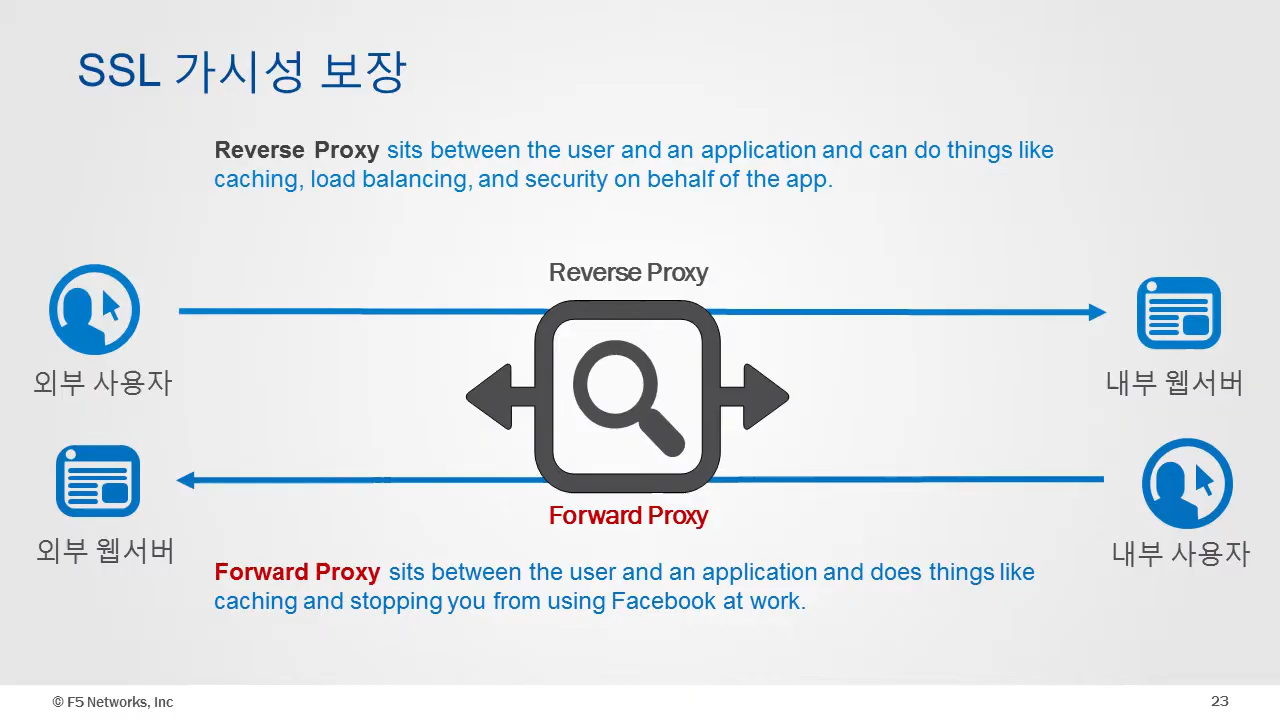 SSL 가시성 보장
Reverse Proxy sits between the user and an application and can do things like
caching, load balancing, and security on behalf of the app.
Reverse Proxy
외부 사용자
내부 웹서버
외부 웹서버
내부 사용자
Forward Proxy
Forward Proxy sits between the user and an application and does things like
caching and stopping you from using Facebook at work.
© F5 Networks, Inc
23